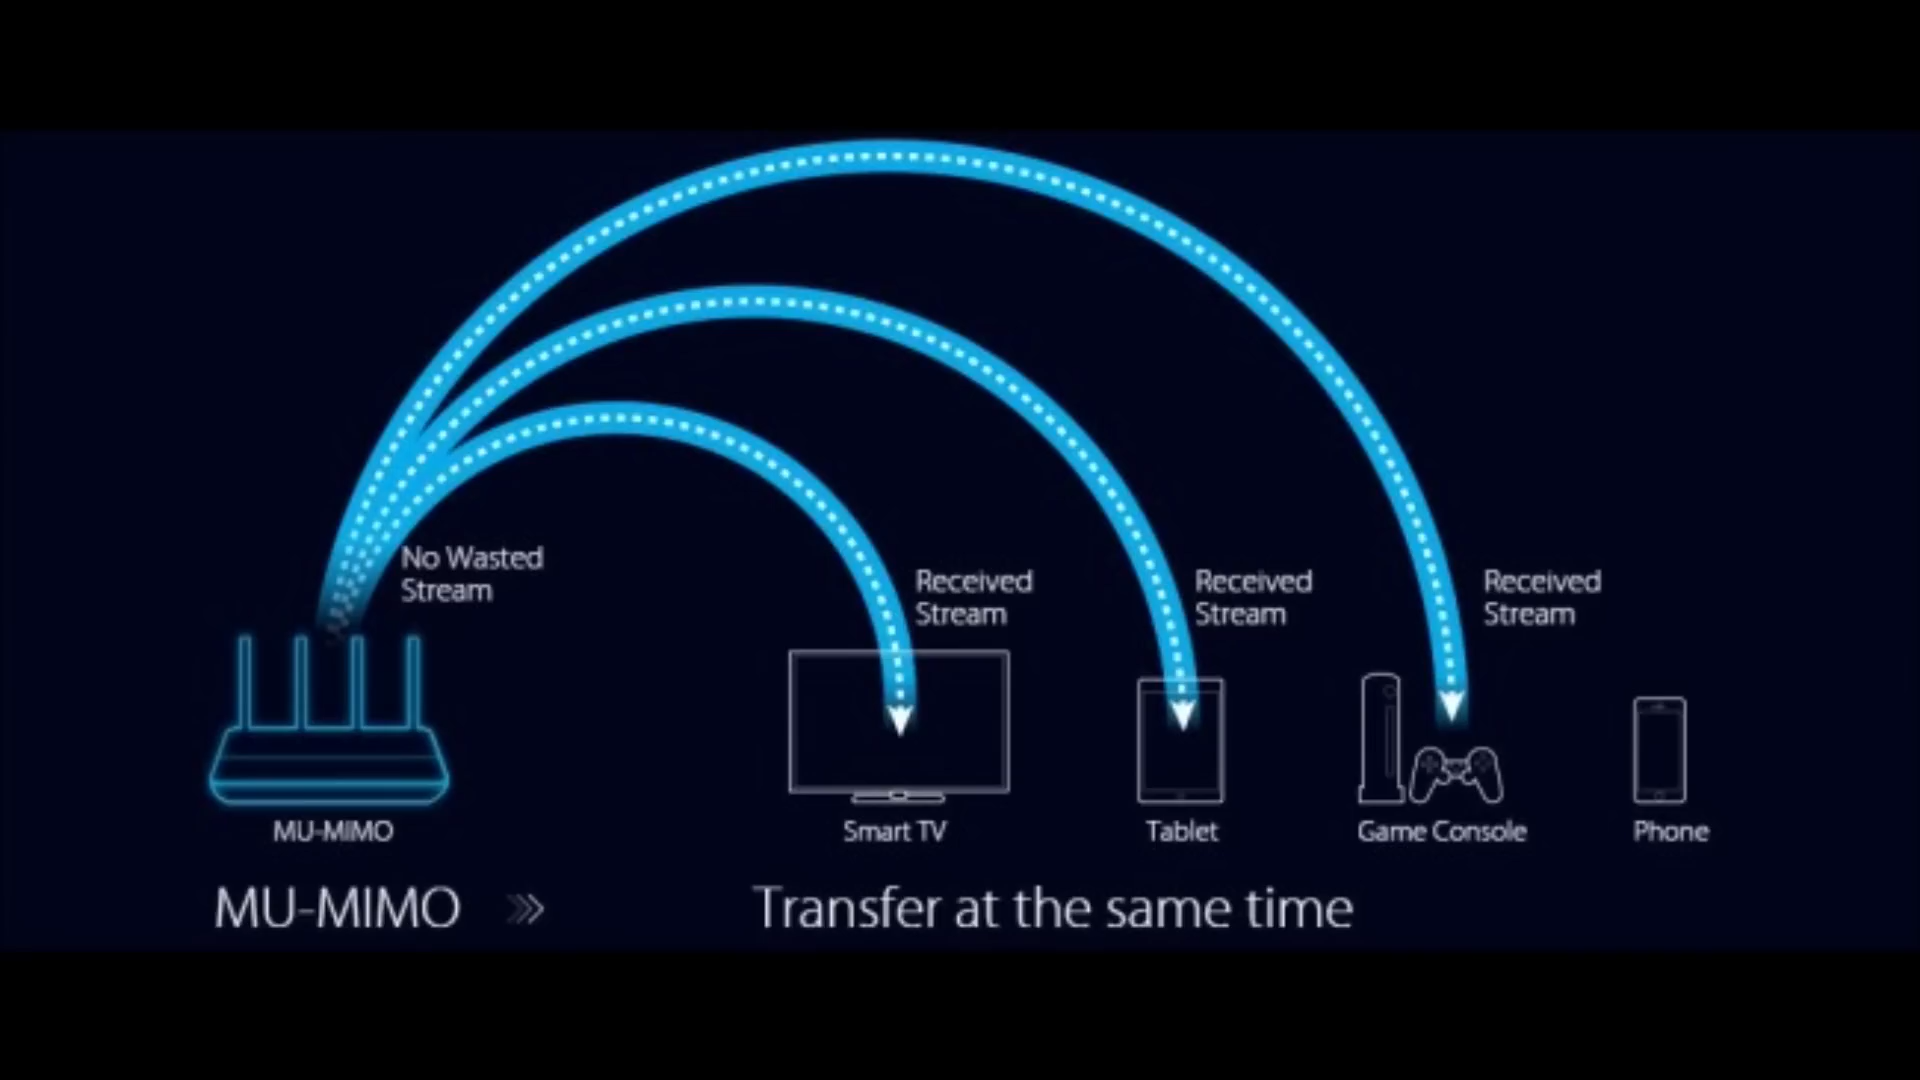 No Wasted
Stream
Received
Stream
Received
Stream
Received
Stream
MU-MIMO
Smart TV
Tablet
Game Console
Phone
MU-MIMO
Transfer at the same time